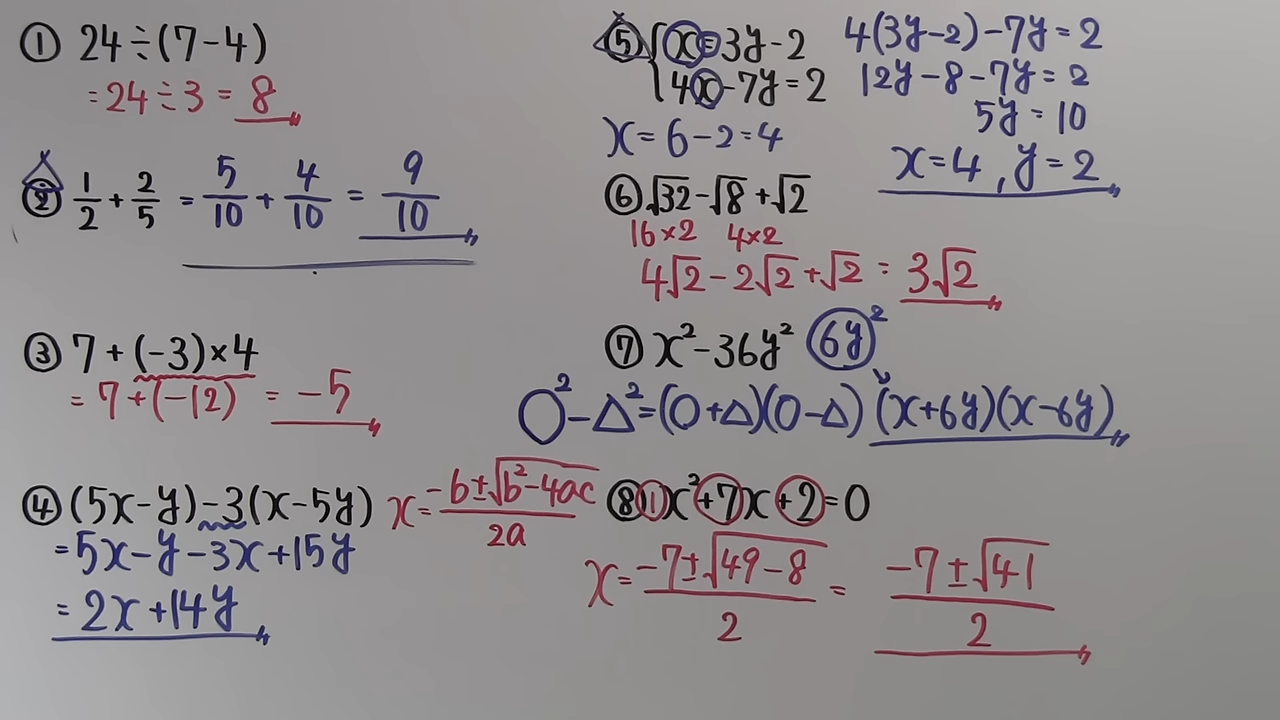 ① 24÷(7-4)
=24÷3=8
② 1/2+2/5=5/10+4/10=9/10
③ 7+(-3)×4
=7+(-12)=-5
④ (5x-y)-3(x-5y)
=5x-y-3x+15y
=2x+14y
⑤ {x=3y-2
4x-7y=2
4(3y-2)-7y=2
12y-8-7y=2
5y=10
x=6-2=4
x=4, y=2
⑥ √32-√8+√2
16×2 4×2
4√2-2√2+√2=3√2
⑦ x²-36y² (6y)²
○²-△²=(○+△)(○-△) (x+6y)(x-6y)
x=(-b±√(b²-4ac))/2a
⑧ 1x²+7x+2=0
x=(-7±√(49-8))/2=(-7±√41)/2